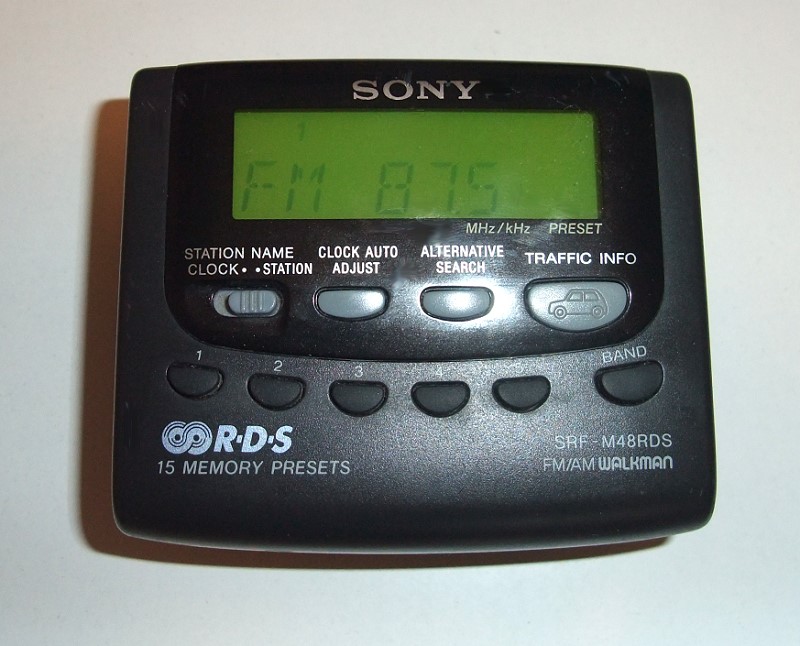 SONY
1
FM 87.5
MHz/kHz PRESET
STATION NAME
CLOCK • • STATION
CLOCK AUTO
ADJUST
ALTERNATIVE
SEARCH
TRAFFIC INFO
1 2 3 4 5 BAND
R·D·S
15 MEMORY PRESETS
SRF-M48RDS
FM/AM WALKMAN